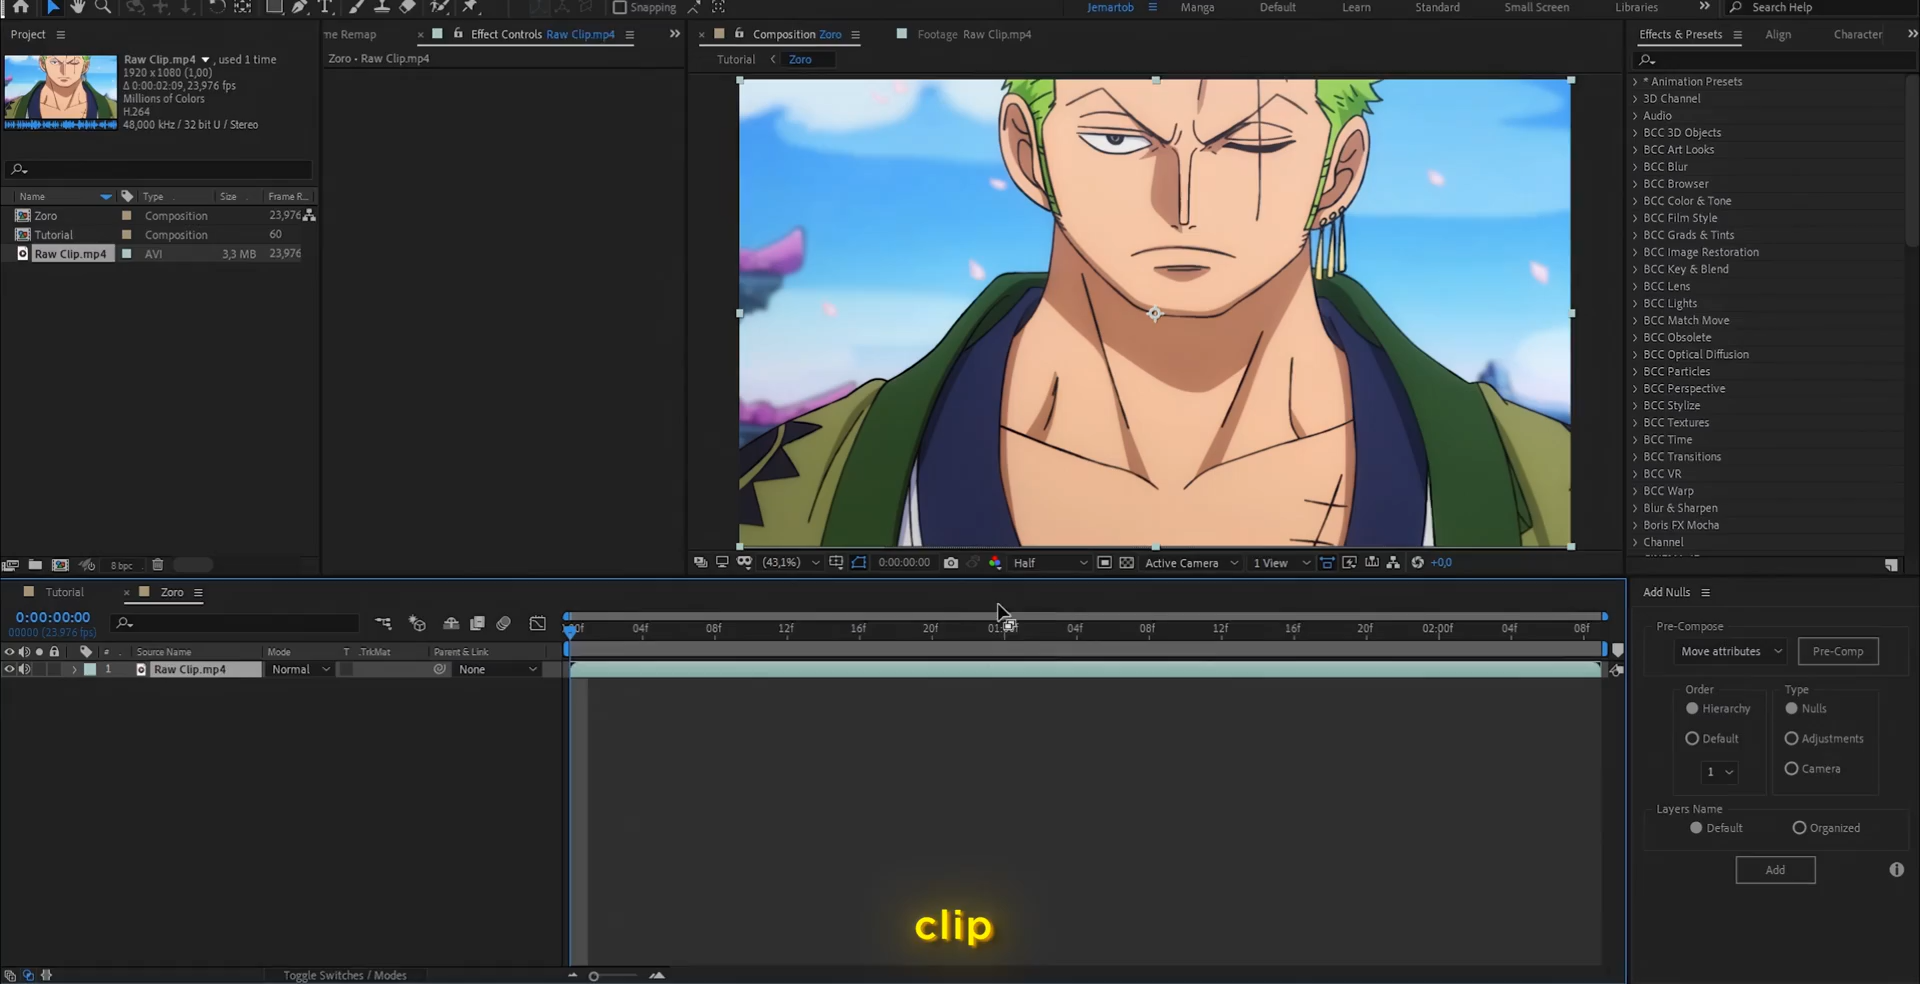 Snapping
Jemartob
Manga
Default
Learn
Standard
Small Screen
Libraries
Search Help
Project
Raw Clip.mp4 , used 1 time
1920 x 1080 (1,00)
Δ 0:00:02:09, 23,976 fps
Millions of Colors
H.264
48,000 kHz / 32 bit U / Stereo
Name
Type
Size
Frame R...
Zoro
Composition
23,976
Tutorial
Composition
60
Raw Clip.mp4
AVI
3,3 MB
23,976
8 bpc
me Remap
Effect Controls Raw Clip.mp4
Zoro • Raw Clip.mp4
Composition Zoro
Footage Raw Clip.mp4
Tutorial
Zoro
(43,1%)
0:00:00:00
Half
Active Camera
1 View
+0,0
Effects & Presets
Align
Character
* Animation Presets
3D Channel
Audio
BCC 3D Objects
BCC Art Looks
BCC Blur
BCC Browser
BCC Color & Tone
BCC Film Style
BCC Grads & Tints
BCC Image Restoration
BCC Key & Blend
BCC Lens
BCC Lights
BCC Match Move
BCC Obsolete
BCC Optical Diffusion
BCC Particles
BCC Perspective
BCC Stylize
BCC Textures
BCC Time
BCC Transitions
BCC VR
BCC Warp
Blur & Sharpen
Boris FX Mocha
Channel
Tutorial
Zoro
0:00:00:00
00000 (23.976 fps)
04f
08f
12f
16f
20f
04f
08f
12f
16f
20f
02:00f
08f
# 
Source Name
Mode
T
.TrkMat
Parent & Link
1
Raw Clip.mp4
Normal
None
Toggle Switches / Modes
clip
Add Nulls
Pre-Compose
Move attributes
Pre-Comp
Order
Hierarchy
Default
1
Type
Nulls
Adjustments
Camera
Layers Name
Default
Organized
Add